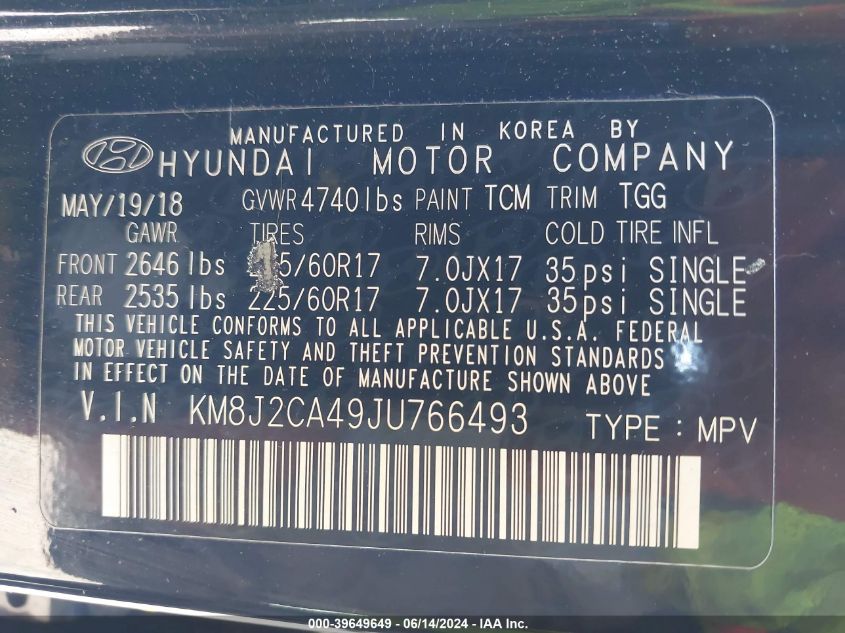 MANUFACTURED IN KOREA BY
HYUNDAI MOTOR COMPANY
MAY/19/18 GVWR 4740 lbs PAINT TCM TRIM TGG
GAWR TIRES RIMS COLD TIRE INFL
FRONT 2646 lbs 5/60R17 7.0JX17 35psi SINGLE
REAR 2535 lbs 225/60R17 7.0JX17 35psi SINGLE
THIS VEHICLE CONFORMS TO ALL APPLICABLE U.S.A. FEDERAL
MOTOR VEHICLE SAFETY AND THEFT PREVENTION STANDARDS
IN EFFECT ON THE DATE OF MANUFACTURE SHOWN ABOVE
V.I.N KM8J2CA49JU766493 TYPE : MPV
000-39649649 / 06/14/2024 - IAA Inc.